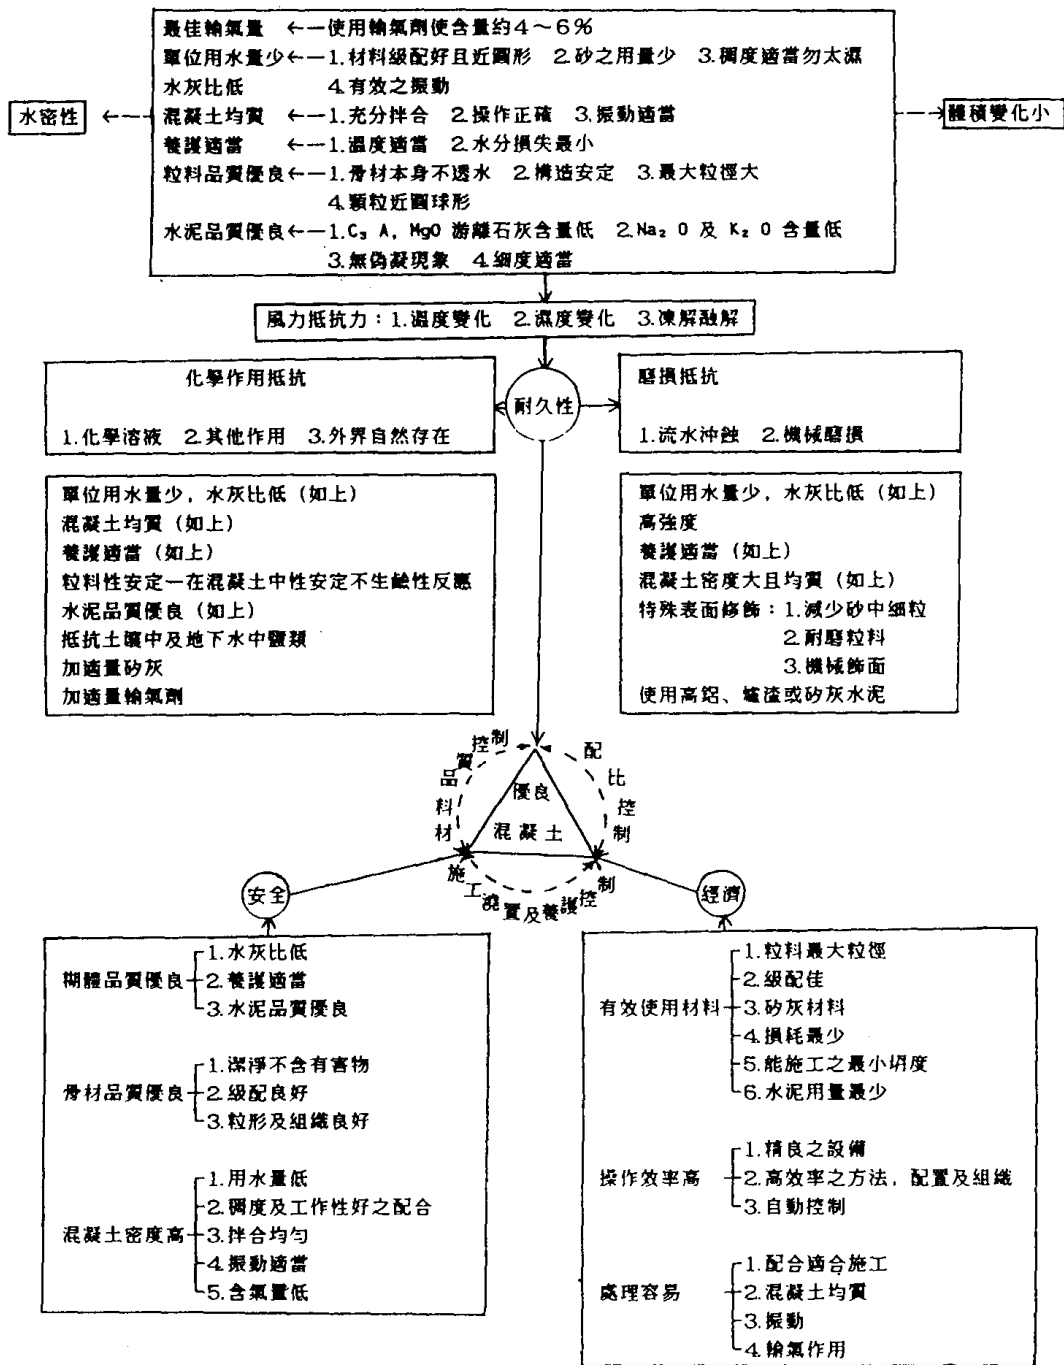 最佳輸氣量 ←─使用輸氣劑使含量約4～6%
單位用水量少←─1.材料級配好且近圓形 2.砂之用量少 3.稠度適當勿太濕
水灰比低 4.有效之振動
水密性
混凝土均質 ←─1.充分拌合 2.操作正確 3.振動適當
體積變化小
養護適當 ←─1.溫度適當 2.水分損失最小
粒料品質優良←─1.骨材本身不透水 2.構造安定 3.最大粒徑大
4.顆粒近圓球形
水泥品質優良←─1.C₃ A, MgO 游離石灰含量低 2.Na₂ O 及 K₂ O 含量低
3.無偽凝現象 4.細度適當
風力抵抗力：1.溫度變化 2.濕度變化 3.凍解融解
化學作用抵抗
1.化學溶液 2.其他作用 3.外界自然存在
耐久性
磨損抵抗
1.流水沖蝕 2.機械磨損
單位用水量少, 水灰比低 (如上)
混凝土均質 (如上)
養護適當 (如上)
粒料性安定—在混凝土中性安定不生鹼性反應
水泥品質優良 (如上)
抵抗土壤中及地下水中鹽類
加適量矽灰
加適量輸氣劑
單位用水量少, 水灰比低 (如上)
高強度
養護適當 (如上)
混凝土密度大且均質 (如上)
特殊表面修飾：1.減少砂中細粒
2.耐磨粒料
3.機械飾面
使用高鋁、爐渣或矽灰水泥
材料品質控制
配比控制
優良
混凝土
施工澆置及養護控制
安全
經濟
糊體品質優良
1.水灰比低
2.養護適當
3.水泥品質優良
骨材品質優良
1.潔淨不含有害物
2.級配良好
3.粒形及組織良好
混凝土密度高
1.用水量低
2.稠度及工作性好之配合
3.拌合均勻
4.振動適當
5.含氣量低
有效使用材料
1.粒料最大粒徑
2.級配佳
3.矽灰材料
4.損耗最少
5.能施工之最小坍度
6.水泥用量最少
操作效率高
1.精良之設備
2.高效率之方法, 配置及組織
3.自動控制
處理容易
1.配合適合施工
2.混凝土均質
3.振動
4.輸氣作用